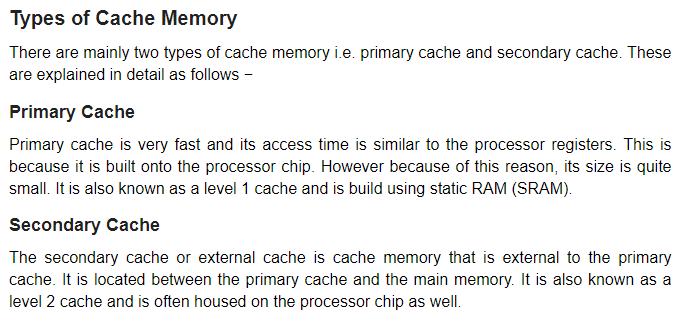 Types of Cache Memory
There are mainly two types of cache memory i.e. primary cache and secondary cache. These
are explained in detail as follows −
Primary Cache
Primary cache is very fast and its access time is similar to the processor registers. This is
because it is built onto the processor chip. However because of this reason, its size is quite
small. It is also known as a level 1 cache and is build using static RAM (SRAM).
Secondary Cache
The secondary cache or external cache is cache memory that is external to the primary
cache. It is located between the primary cache and the main memory. It is also known as a
level 2 cache and is often housed on the processor chip as well.